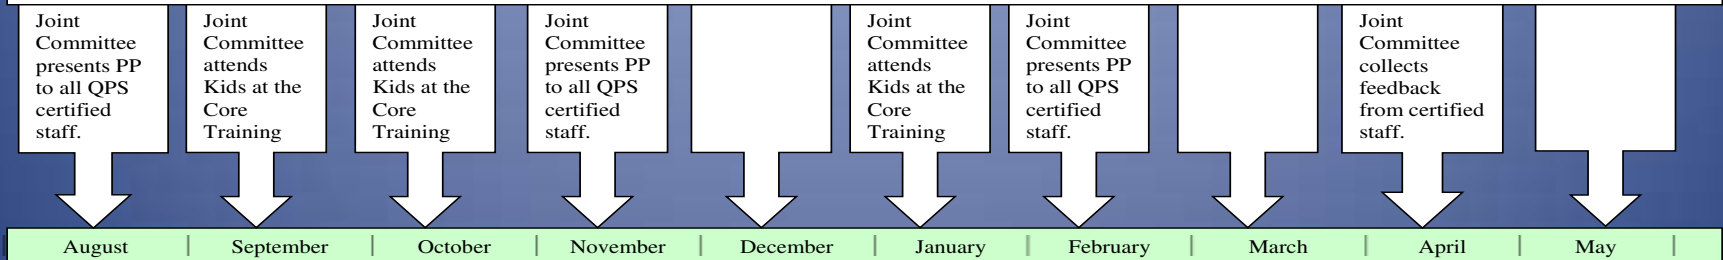 Joint
Committee
presents PP
to all QPS
certified
staff.
Joint
Committee
attends
Kids at the
Core
Training
Joint
Committee
attends
Kids at the
Core
Training
Joint
Committee
presents PP
to all QPS
certified
staff.
Joint
Committee
attends
Kids at the
Core
Training
Joint
Committee
presents PP
to all QPS
certified
staff.
Joint
Committee
collects
feedback
from certified
staff.
August | September | October | November | December | January | February | March | April | May |